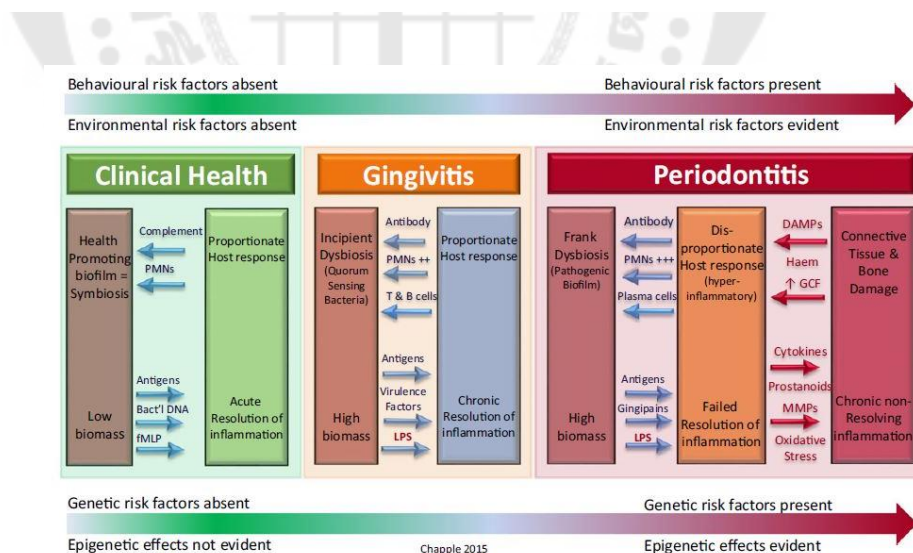 Behavioural risk factors absent
Behavioural risk factors present
Environmental risk factors absent
Environmental risk factors evident
Clinical Health
Health
Promoting
biofilm =
Symbiosis
Low
biomass
Complement
PMNs
Antigens
Bact'l DNA
fMLP
Proportionate
Host response
Acute
Resolution of
inflammation
Gingivitis
Incipient
Dysbiosis
(Quorum
Sensing
Bacteria)
High
biomass
Antibody
PMNs ++
T & B cells
Antigens
Virulence
Factors
LPS
Proportionate
Host response
Chronic
Resolution of
inflammation
Periodontitis
Frank
Dysbiosis
(Pathogenic
Biofilm)
High
biomass
Antibody
PMNs +++
Plasma cells
Antigens
Gingipains
LPS
Dis-
proportionate
Host response
(hyper-
inflammatory)
Failed
Resolution of
inflammation
DAMPs
Haem
↑ GCF
Cytokines
Prostanoids
MMPs
Oxidative
Stress
Connective
Tissue &
Bone
Damage
Chronic non-
Resolving
inflammation
Genetic risk factors absent
Genetic risk factors present
Epigenetic effects not evident
Chapple 2015
Epigenetic effects evident